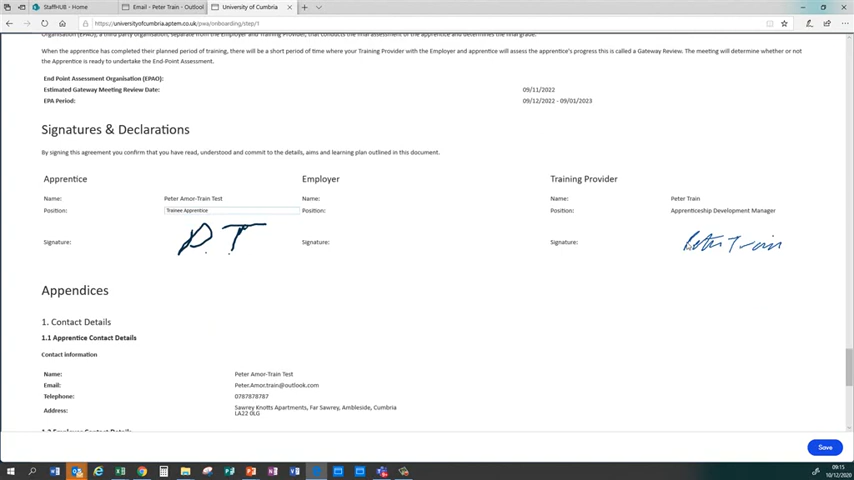 StaffHUB - Home
Email - Peter Train - Outlook
University of Cumbria
https://universityofcumbria.aptem.co.uk/pwa/onboarding/step/1
Organisation (EPAO), a third party organisation, separate from the Employer and Training Provider, that conducts the final assessment of the apprentice and determines the final grade.
When the apprentice has completed their planned period of training, there will be a short period of time where your Training Provider with the Employer and apprentice will assess the apprentice's progress this is called a Gateway Review. The meeting will determine whether or not
the Apprentice is ready to undertake the End-Point Assessment.
End Point Assessment Organisation (EPAO):
Estimated Gateway Meeting Review Date: 09/11/2022
EPA Period: 09/12/2022 - 09/01/2023
Signatures & Declarations
By signing this agreement you confirm that you have read, understood and commit to the details, aims and learning plan outlined in this document.
Apprentice Employer Training Provider
Name: Peter Amor-Train Test Name: Name: Peter Train
Position: Trainee Apprentice Position: Position: Apprenticeship Development Manager
Signature: P. T. Signature: Signature: Peter Train
Appendices
1. Contact Details
1.1 Apprentice Contact Details
Contact information
Name: Peter Amor-Train Test
Email: Peter.Amor.train@outlook.com
Telephone: 0787878787
Address: Sawrey Knotts Apartments, Far Sawrey, Ambleside, Cumbria
LA22 0LG
1.2 Employer Contact Details
Save
09:15
10/12/2020